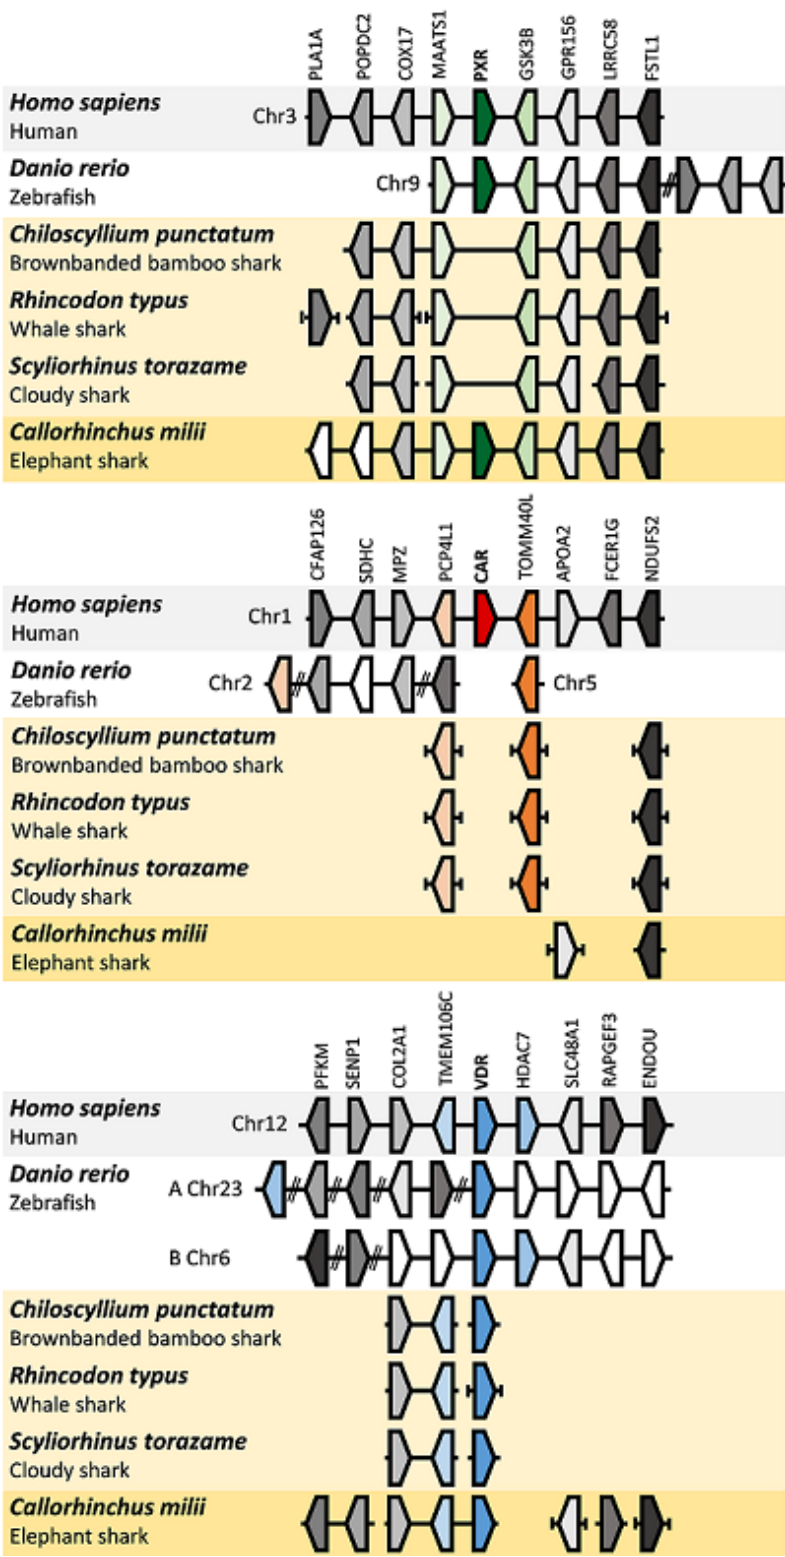 PLA1A POPDC2 COX17 MAATS1 PXR GSK3B GPR156 LRRC58 FSTL1
Homo sapiens
Human
Chr3
Danio rerio
Zebrafish
Chr9
Chiloscyllium punctatum
Brownbanded bamboo shark
Rhincodon typus
Whale shark
Scyliorhinus torazame
Cloudy shark
Callorhinchus milii
Elephant shark
CFAP126 SDHC MPZ PCP4L1 CAR TOMM40L APOA2 FCER1G NDUFS2
Homo sapiens
Human
Chr1
Danio rerio
Zebrafish
Chr2
Chr5
Chiloscyllium punctatum
Brownbanded bamboo shark
Rhincodon typus
Whale shark
Scyliorhinus torazame
Cloudy shark
Callorhinchus milii
Elephant shark
PFKM SENP1 COL2A1 TMEM106C VDR HDAC7 SLC48A1 RAPGEF3 ENDOU
Homo sapiens
Human
Chr12
Danio rerio
Zebrafish
A Chr23
B Chr6
Chiloscyllium punctatum
Brownbanded bamboo shark
Rhincodon typus
Whale shark
Scyliorhinus torazame
Cloudy shark
Callorhinchus milii
Elephant shark